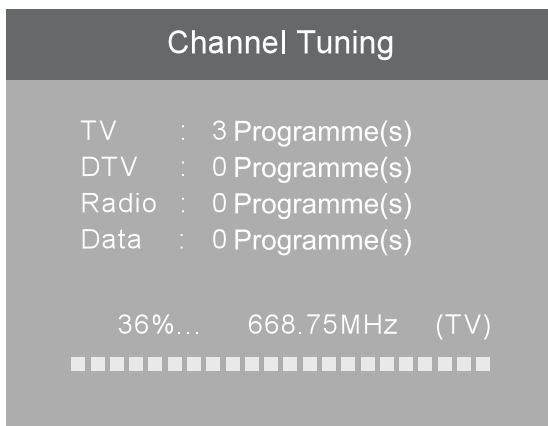 Channel Tuning
TV : 3 Programme(s)
DTV : 0 Programme(s)
Radio : 0 Programme(s)
Data : 0 Programme(s)
36%... 668.75MHz (TV)